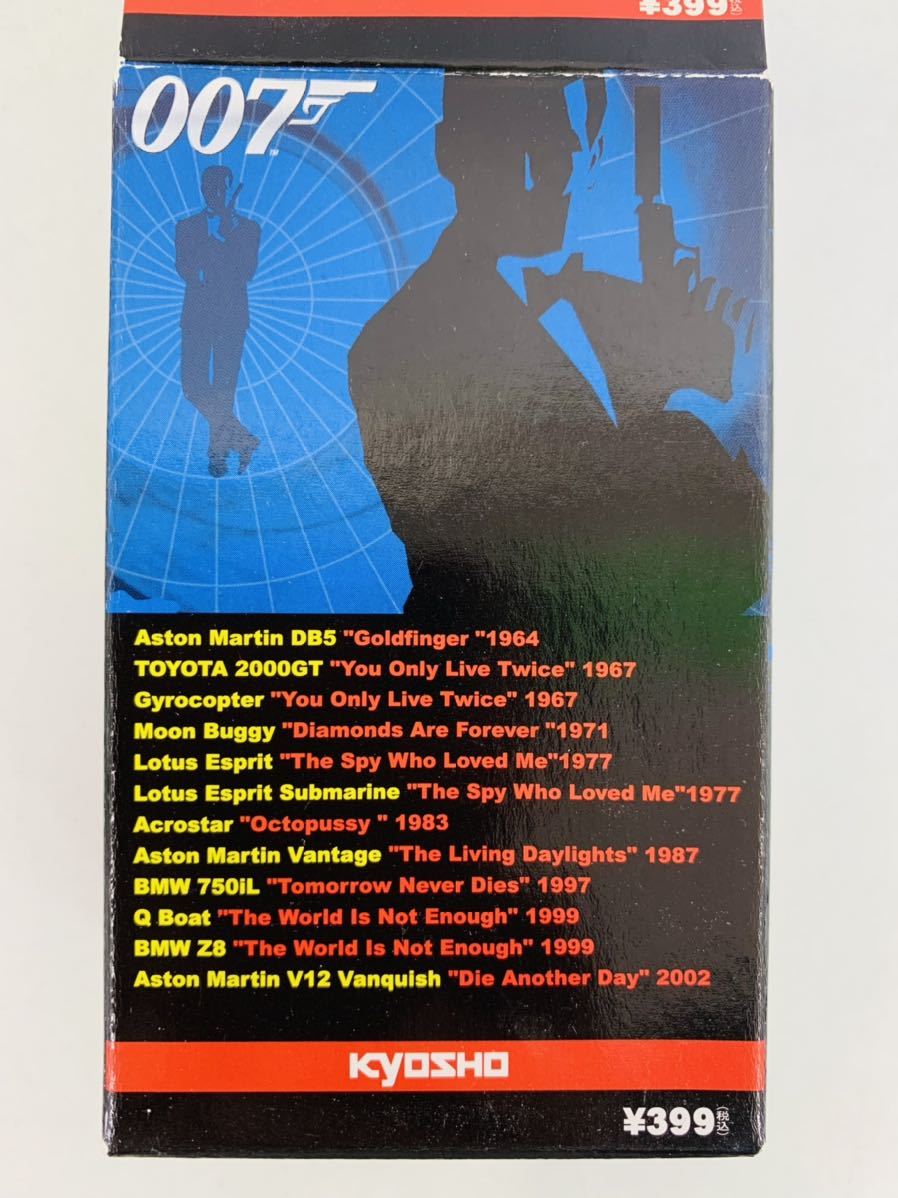 ¥399(税込)
007
TM
Aston Martin DB5 "Goldfinger "1964
TOYOTA 2000GT "You Only Live Twice" 1967
Gyrocopter "You Only Live Twice" 1967
Moon Buggy "Diamonds Are Forever "1971
Lotus Esprit "The Spy Who Loved Me"1977
Lotus Esprit Submarine "The Spy Who Loved Me"1977
Acrostar "Octopussy " 1983
Aston Martin Vantage "The Living Daylights" 1987
BMW 750iL "Tomorrow Never Dies" 1997
Q Boat "The World Is Not Enough" 1999
BMW Z8 "The World Is Not Enough" 1999
Aston Martin V12 Vanquish "Die Another Day" 2002
KYOSHO
¥399(税込)